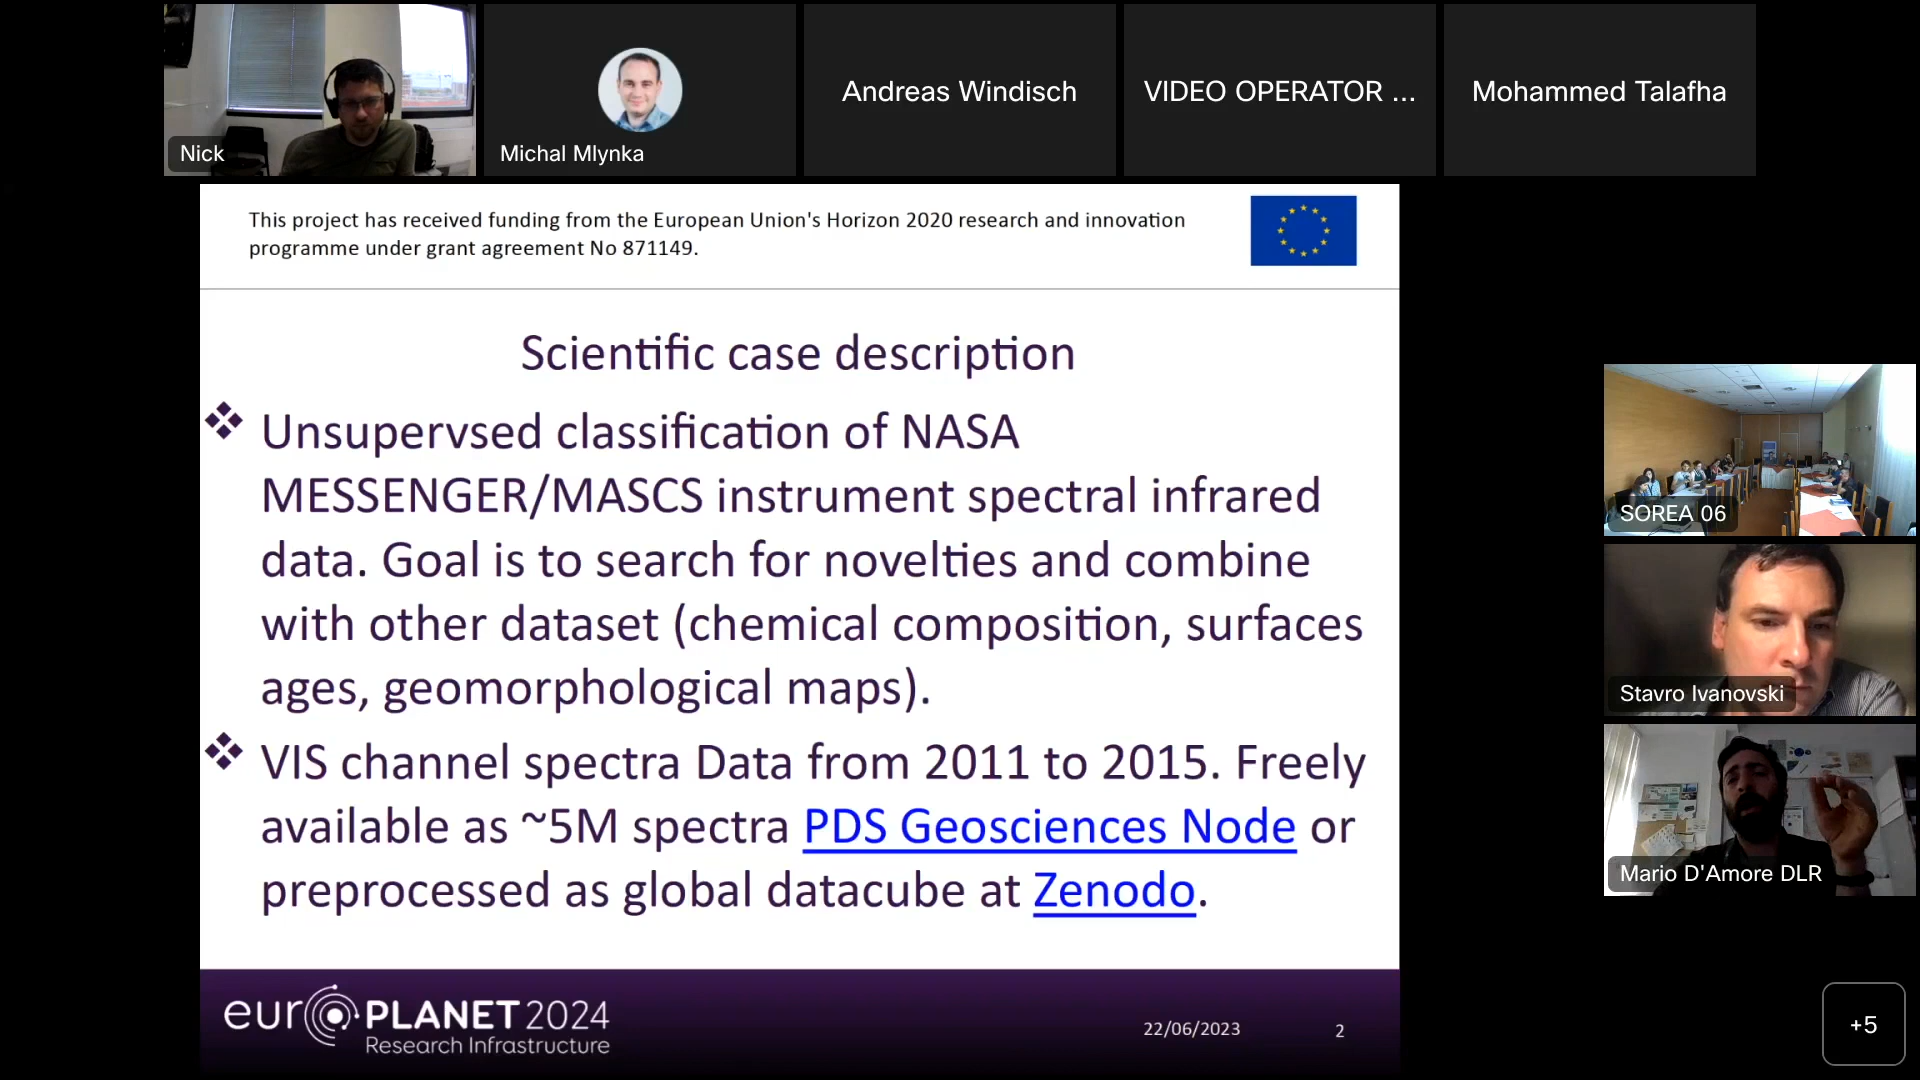 Nick
Michal Mlynka
Andreas Windisch
VIDEO OPERATOR ...
Mohammed Talafha
This project has received funding from the European Union's Horizon 2020 research and innovation
programme under grant agreement No 871149.
Scientific case description
❖ Unsupervsed classification of NASA
MESSENGER/MASCS instrument spectral infrared
data. Goal is to search for novelties and combine
with other dataset (chemical composition, surfaces
ages, geomorphological maps).
❖ VIS channel spectra Data from 2011 to 2015. Freely
available as ~5M spectra PDS Geosciences Node or
preprocessed as global datacube at Zenodo.
euroPLANET 2024
Research Infrastructure
22/06/2023
2
SOREA 06
Stavro Ivanovski
Mario D'Amore DLR
+5